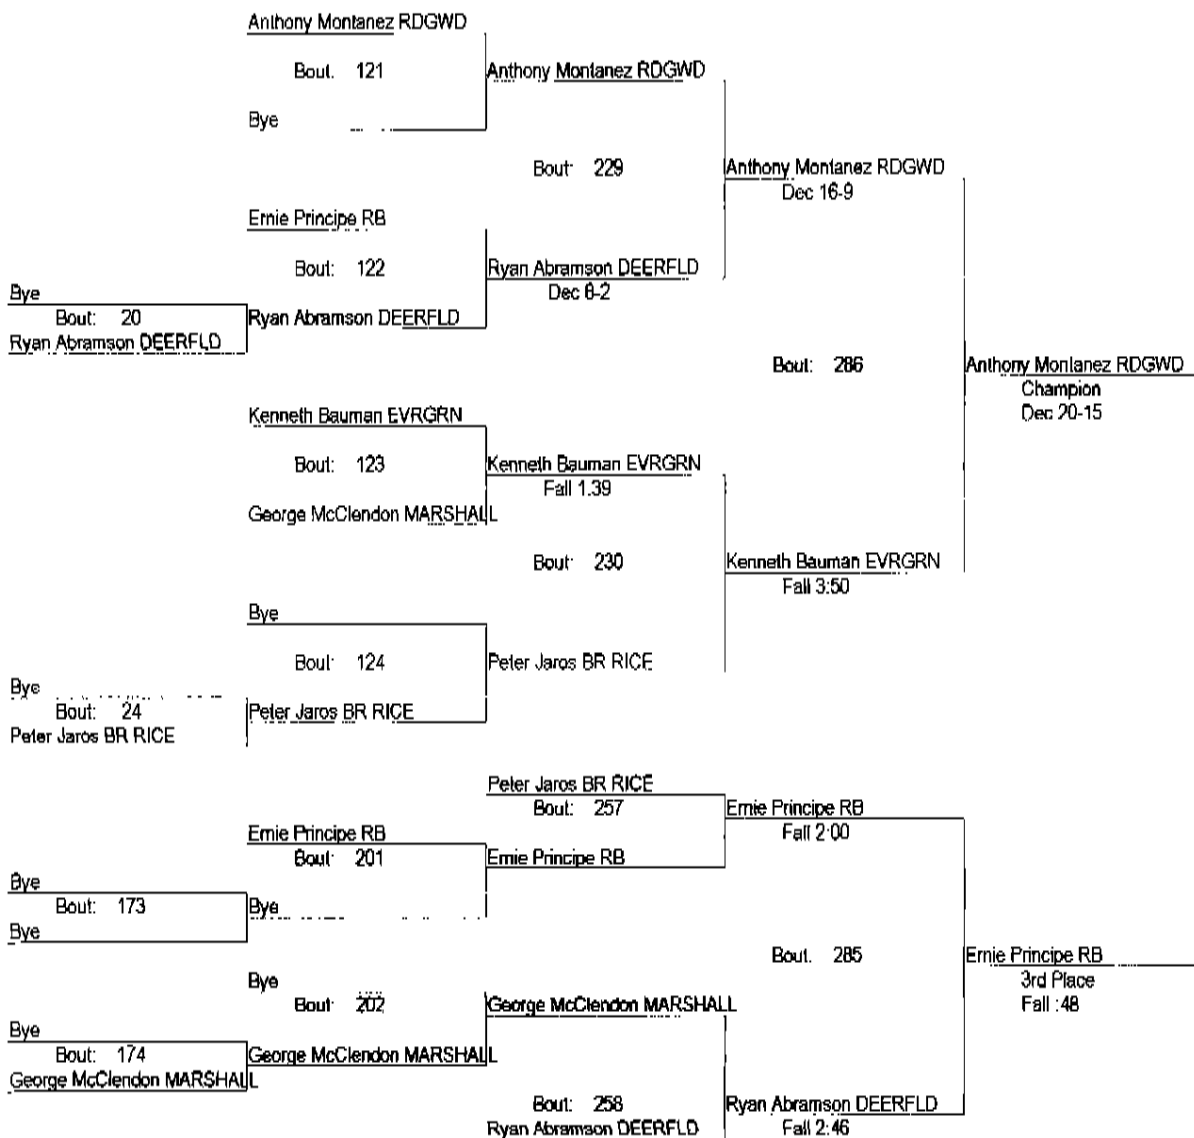 Anthony Montanez RDGWD
Bout. 121
Anthony Montanez RDGWD
Bye
Bout: 229
Anthony Montanez RDGWD
Dec 16-9
Ernie Principe RB
Bout: 122
Ryan Abramson DEERFLD
Dec 6-2
Bye
Bout: 20
Ryan Abramson DEERFLD
Ryan Abramson DEERFLD
Bout: 286
Anthony Montanez RDGWD
Champion
Dec 20-15
Kenneth Bauman EVRGRN
Bout: 123
Kenneth Bauman EVRGRN
Fall 1.39
George McClendon MARSHALL
Bout: 230
Kenneth Bauman EVRGRN
Fall 3:50
Bye
Bout: 124
Peter Jaros BR RICE
Bye
Bout: 24
Peter Jaros BR RICE
Peter Jaros BR RICE
Peter Jaros BR RICE
Bout: 257
Ernie Principe RB
Fall 2:00
Ernie Principe RB
Bout: 201
Ernie Principe RB
Bye
Bout: 173
Bye
Bye
Bout. 285
Ernie Principe RB
3rd Place
Fall :48
Bye
Bout: 202
George McClendon MARSHALL
Bye
Bout: 174
George McClendon MARSHALL
George McClendon MARSHALL
Bout: 258
Ryan Abramson DEERFLD
Ryan Abramson DEERFLD
Fall 2:46